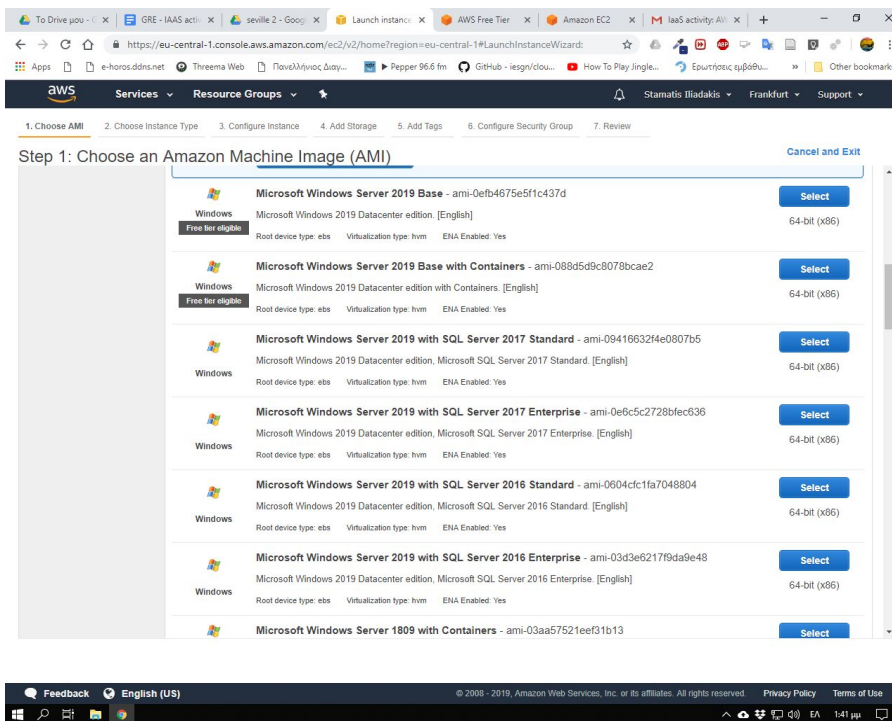 To Drive μου - C
GRE - IAAS activ
seville 2 - Googl
Launch instance
AWS Free Tier
Amazon EC2
IaaS activity: AV
https://eu-central-1.console.aws.amazon.com/ec2/v2/home?region=eu-central-1#LaunchInstanceWizard:
Apps
e-horos.ddns.net
Threema Web
Πανελλήνιος Διαγ...
Pepper 96.6 fm
GitHub - iesgn/clou...
How To Play Jingle...
Ερωτήσεις εμβάθυ...
Other bookmark
aws
Services
Resource Groups
Stamatis Iliadakis
Frankfurt
Support
1. Choose AMI
2. Choose Instance Type
3. Configure Instance
4. Add Storage
5. Add Tags
6. Configure Security Group
7. Review
Step 1: Choose an Amazon Machine Image (AMI)
Cancel and Exit
Microsoft Windows Server 2019 Base - ami-0efb4675e5f1c437d
Select
Windows
Microsoft Windows 2019 Datacenter edition. [English]
64-bit (x86)
Free tier eligible
Root device type: ebs Virtualization type: hvm ENA Enabled: Yes
Microsoft Windows Server 2019 Base with Containers - ami-088d5d9c8078bcae2
Select
Windows
Microsoft Windows 2019 Datacenter edition with Containers. [English]
64-bit (x86)
Free tier eligible
Root device type: ebs Virtualization type: hvm ENA Enabled: Yes
Microsoft Windows Server 2019 with SQL Server 2017 Standard - ami-09416632f4e0807b5
Select
Microsoft Windows 2019 Datacenter edition, Microsoft SQL Server 2017 Standard. [English]
64-bit (x86)
Windows
Root device type: ebs Virtualization type: hvm ENA Enabled: Yes
Microsoft Windows Server 2019 with SQL Server 2017 Enterprise - ami-0e6c5c2728bfec636
Select
Microsoft Windows 2019 Datacenter edition, Microsoft SQL Server 2017 Enterprise. [English]
64-bit (x86)
Windows
Root device type: ebs Virtualization type: hvm ENA Enabled: Yes
Microsoft Windows Server 2019 with SQL Server 2016 Standard - ami-0604cfc1fa7048804
Select
Microsoft Windows 2019 Datacenter edition, Microsoft SQL Server 2016 Standard. [English]
64-bit (x86)
Windows
Root device type: ebs Virtualization type: hvm ENA Enabled: Yes
Microsoft Windows Server 2019 with SQL Server 2016 Enterprise - ami-03d3e6217f9da9e48
Select
Microsoft Windows 2019 Datacenter edition, Microsoft SQL Server 2016 Enterprise. [English]
64-bit (x86)
Windows
Root device type: ebs Virtualization type: hvm ENA Enabled: Yes
Microsoft Windows Server 1809 with Containers - ami-03aa57521eef31b13
Select
Feedback
English (US)
© 2008 - 2019, Amazon Web Services, Inc. or its affiliates. All rights reserved.
Privacy Policy
Terms of Use
ΕΛ
1:41 μμ